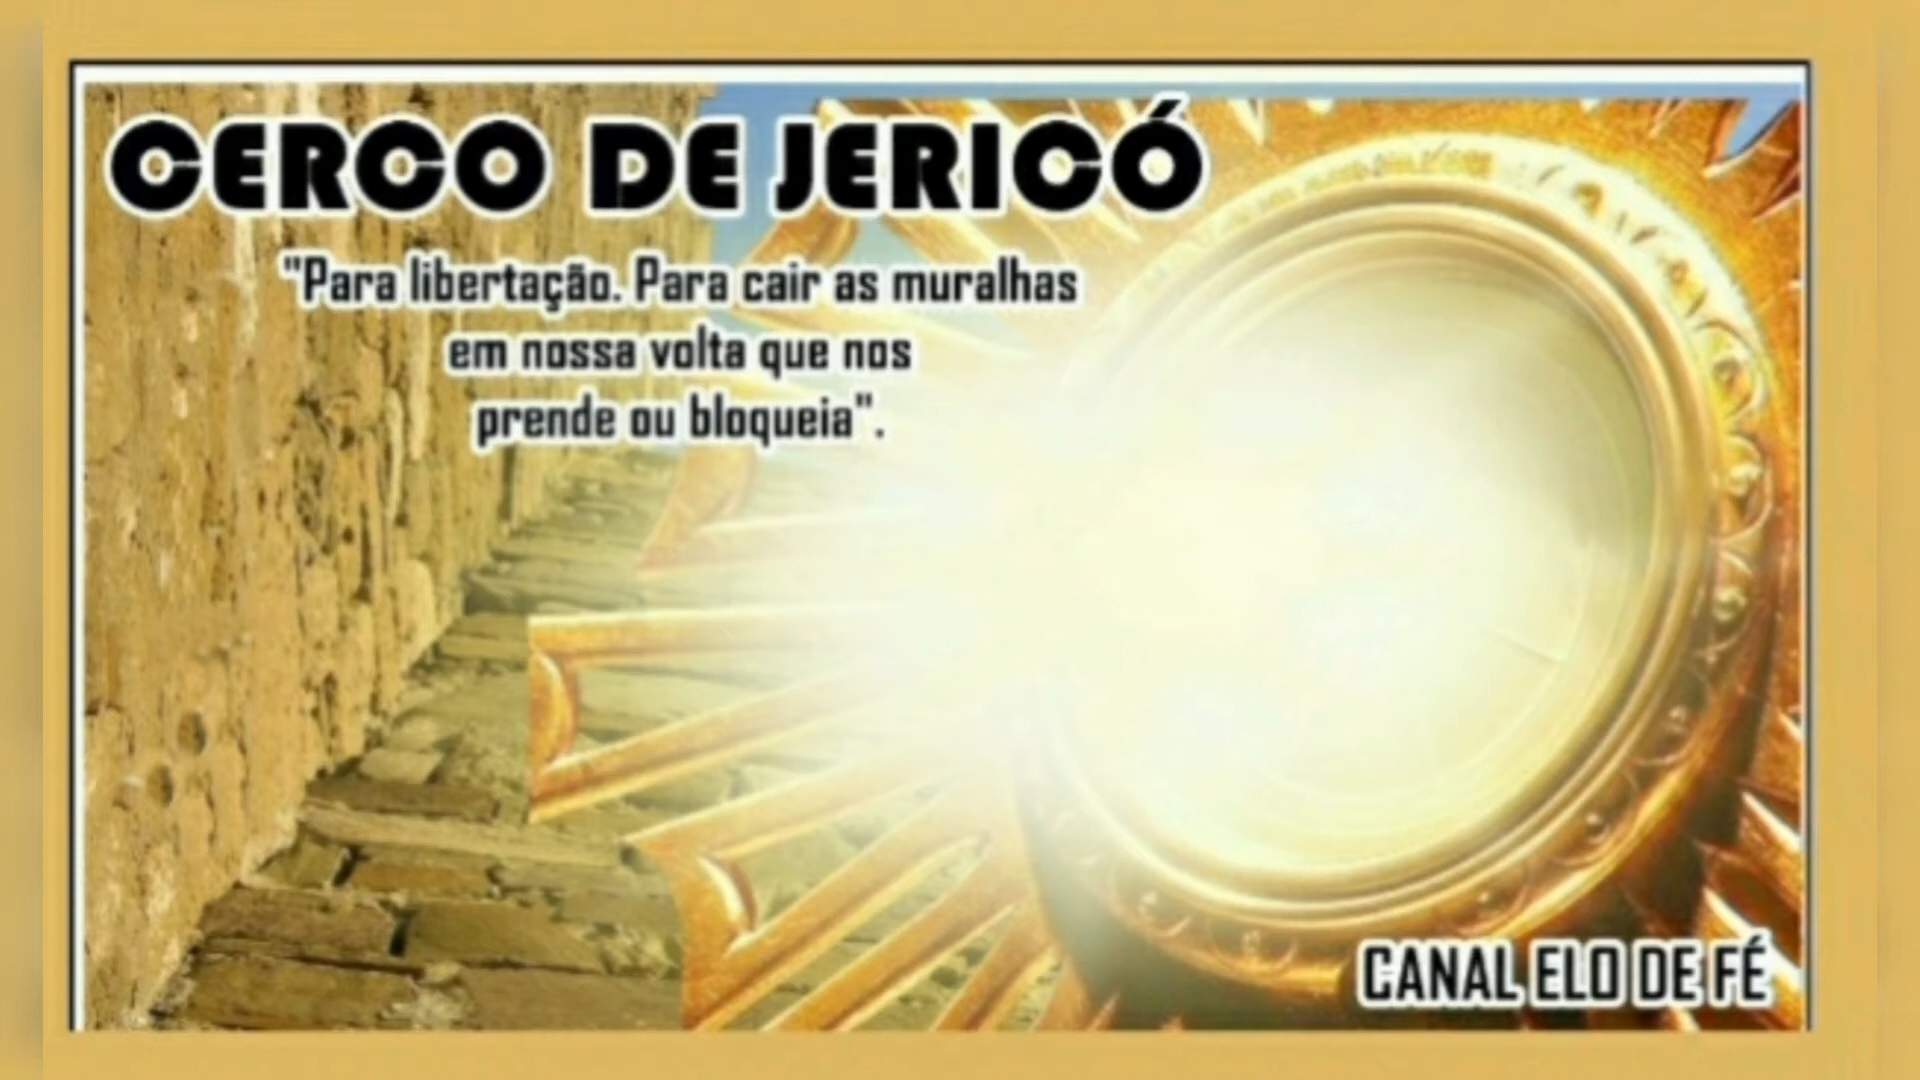 CERCO DE JERICÓ
"Para libertação. Para cair as muralhas
em nossa volta que nos
prende ou bloqueia".
CANAL ELO DE FÉ